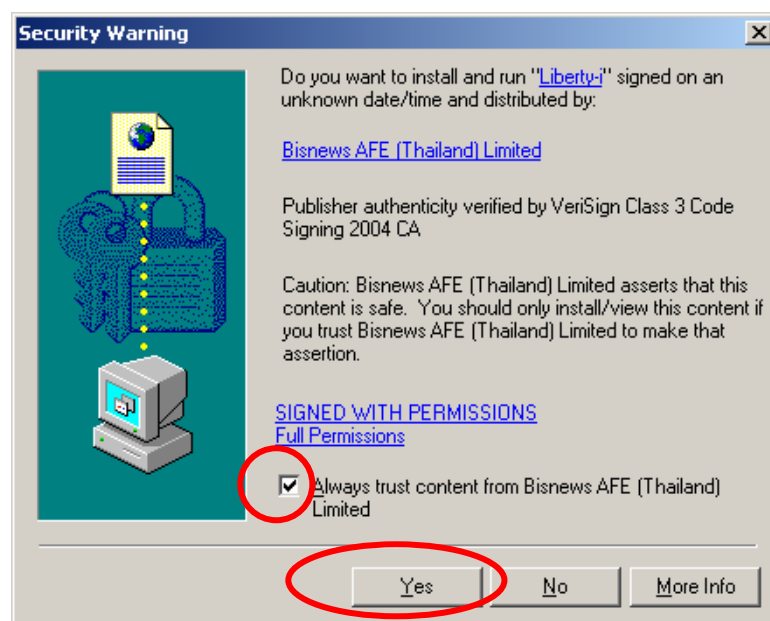 Security Warning
Do you want to install and run "Liberty-i" signed on an
unknown date/time and distributed by:
Bisnews AFE (Thailand) Limited
Publisher authenticity verified by VeriSign Class 3 Code
Signing 2004 CA
Caution: Bisnews AFE (Thailand) Limited asserts that this
content is safe. You should only install/view this content if
you trust Bisnews AFE (Thailand) Limited to make that
assertion.
SIGNED WITH PERMISSIONS
Full Permissions
Always trust content from Bisnews AFE (Thailand)
Limited
Yes No More Info